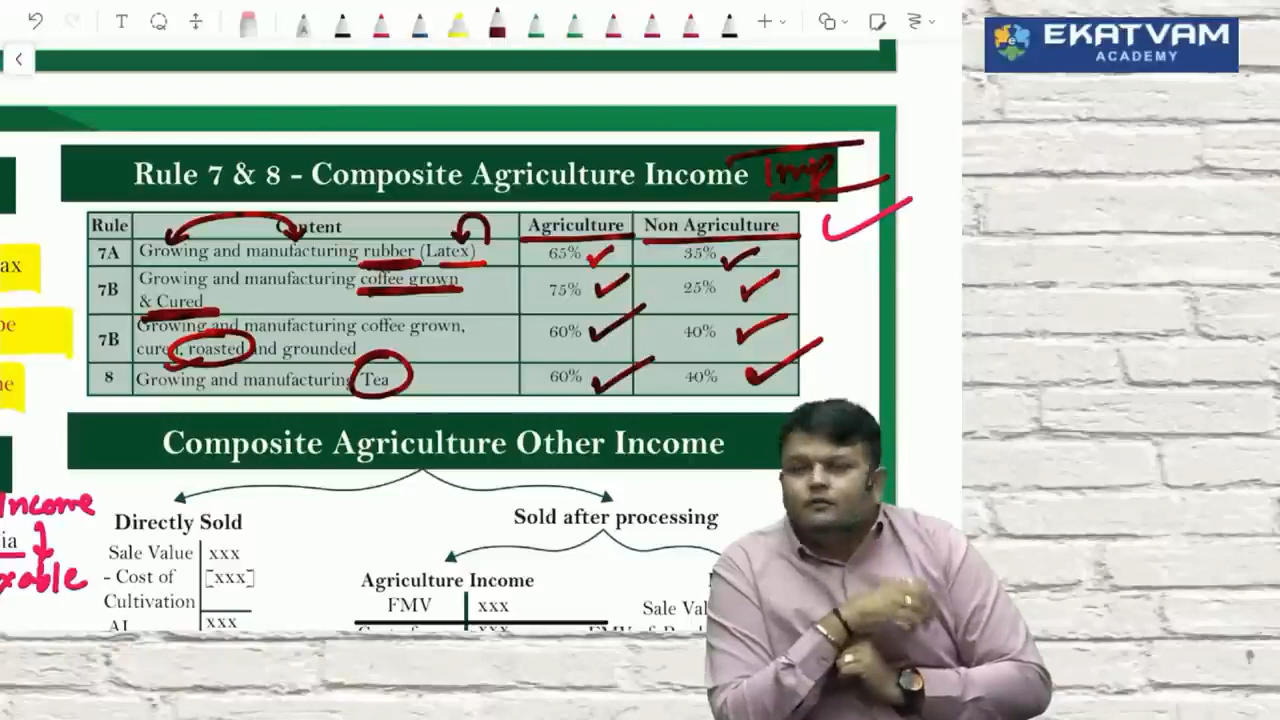 T
EKATVAM
ACADEMY
Rule 7 & 8 - Composite Agriculture Income Imp
Rule Content Agriculture Non Agriculture
7A Growing and manufacturing rubber (Latex) 65% 35%
7B Growing and manufacturing coffee grown
& Cured 75% 25%
7B Growing and manufacturing coffee grown,
cured, roasted and grounded 60% 40%
8 Growing and manufacturing Tea 60% 40%
Composite Agriculture Other Income
Directly Sold
Sale Value xxx
- Cost of [xxx]
Cultivation
AI xxx
Sold after processing
Agriculture Income
FMV xxx
xxx
Sale Val
ax
pe
ne
Income
ia
xable